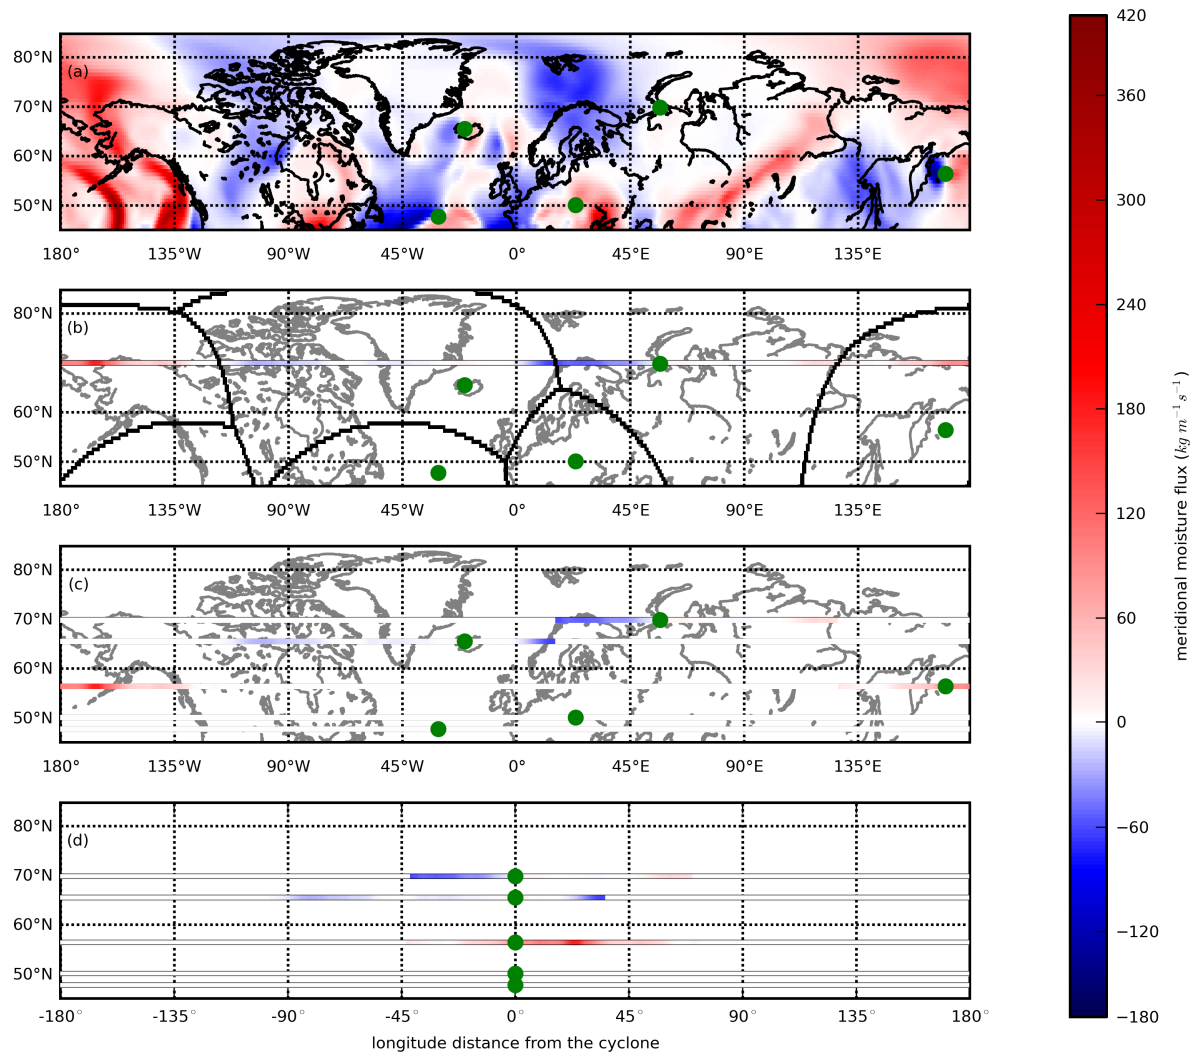 (a)
80°N
70°N
60°N
50°N
180° 135°W 90°W 45°W 0° 45°E 90°E 135°E
(b)
80°N
70°N
60°N
50°N
180° 135°W 90°W 45°W 0° 45°E 90°E 135°E
(c)
80°N
70°N
60°N
50°N
180° 135°W 90°W 45°W 0° 45°E 90°E 135°E
(d)
80°N
70°N
60°N
50°N
-180° -135° -90° -45° 0° 45° 90° 135° 180°
longitude distance from the cyclone
420
360
300
240
180
120
60
0
−60
−120
−180
meridional moisture flux (kg m⁻¹ s⁻¹)